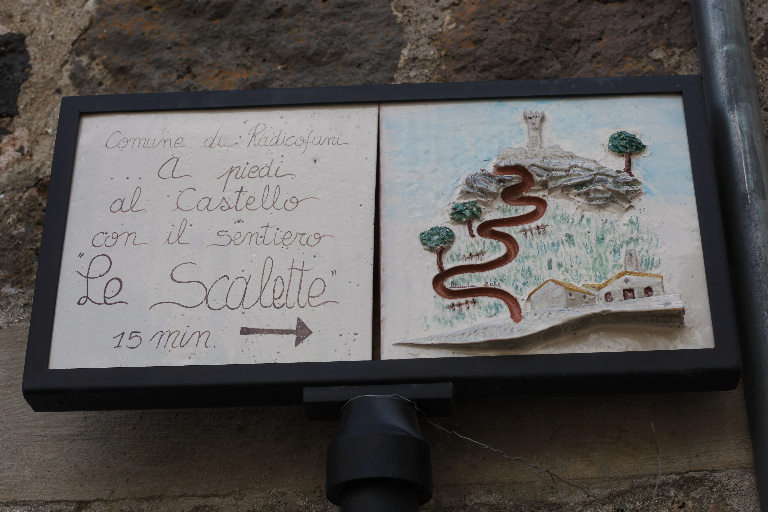 Comune di Radicofani
... A piedi
al Castello
con il sentiero
"Le Scalette"
15 min.